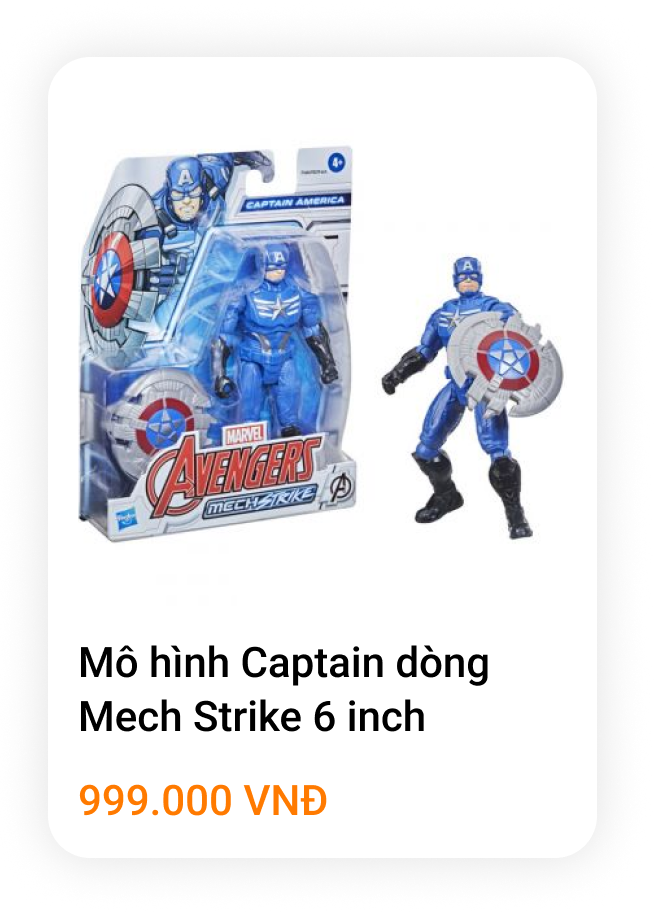 4+
CAPTAIN AMERICA
MARVEL
AVENGERS
MECH STRIKE
Hasbro
Mô hình Captain dòng
Mech Strike 6 inch
999.000 VNĐ